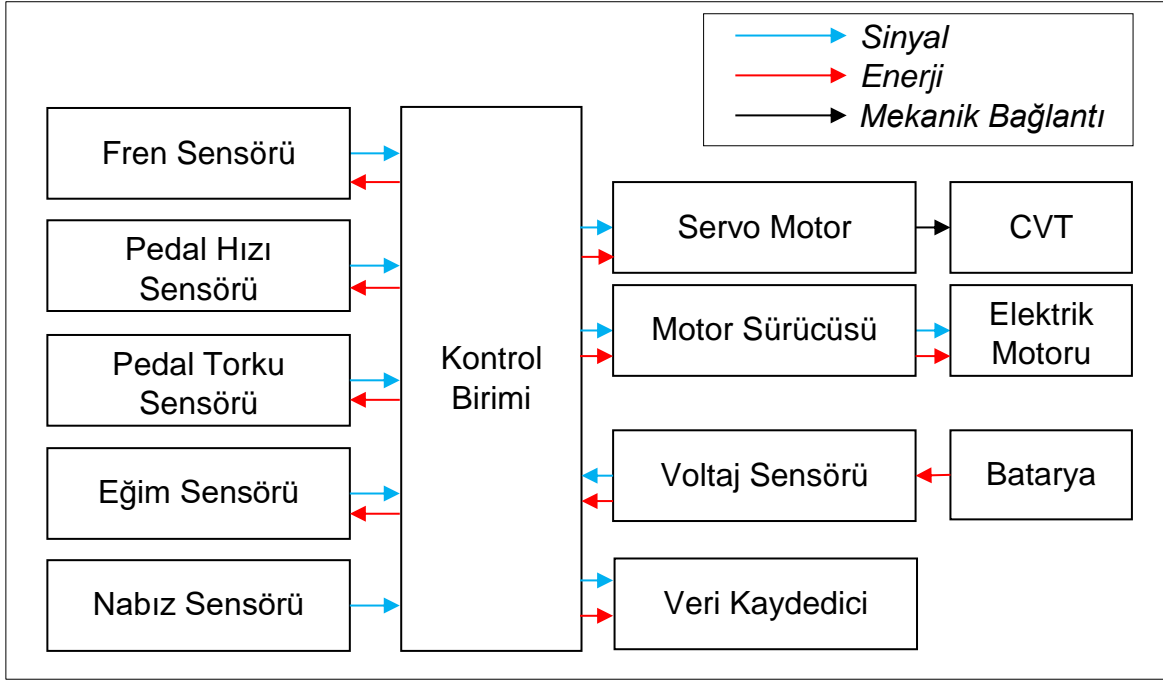 Sinyal
Enerji
Mekanik Bağlantı
Fren Sensörü
Pedal Hızı
Sensörü
Pedal Torku
Sensörü
Eğim Sensörü
Nabız Sensörü
Kontrol
Birimi
Servo Motor
CVT
Motor Sürücüsü
Elektrik
Motoru
Voltaj Sensörü
Batarya
Veri Kaydedici